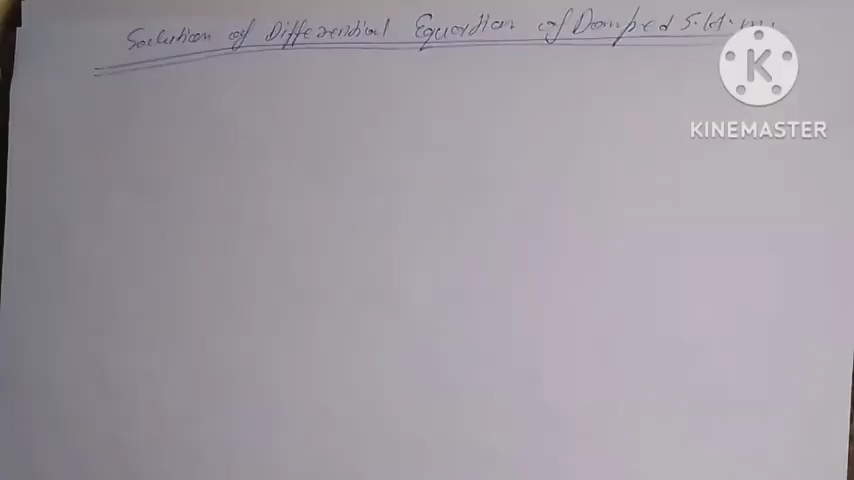 Solution of Differential Equation of Damped S.H.m.
KINEMASTER